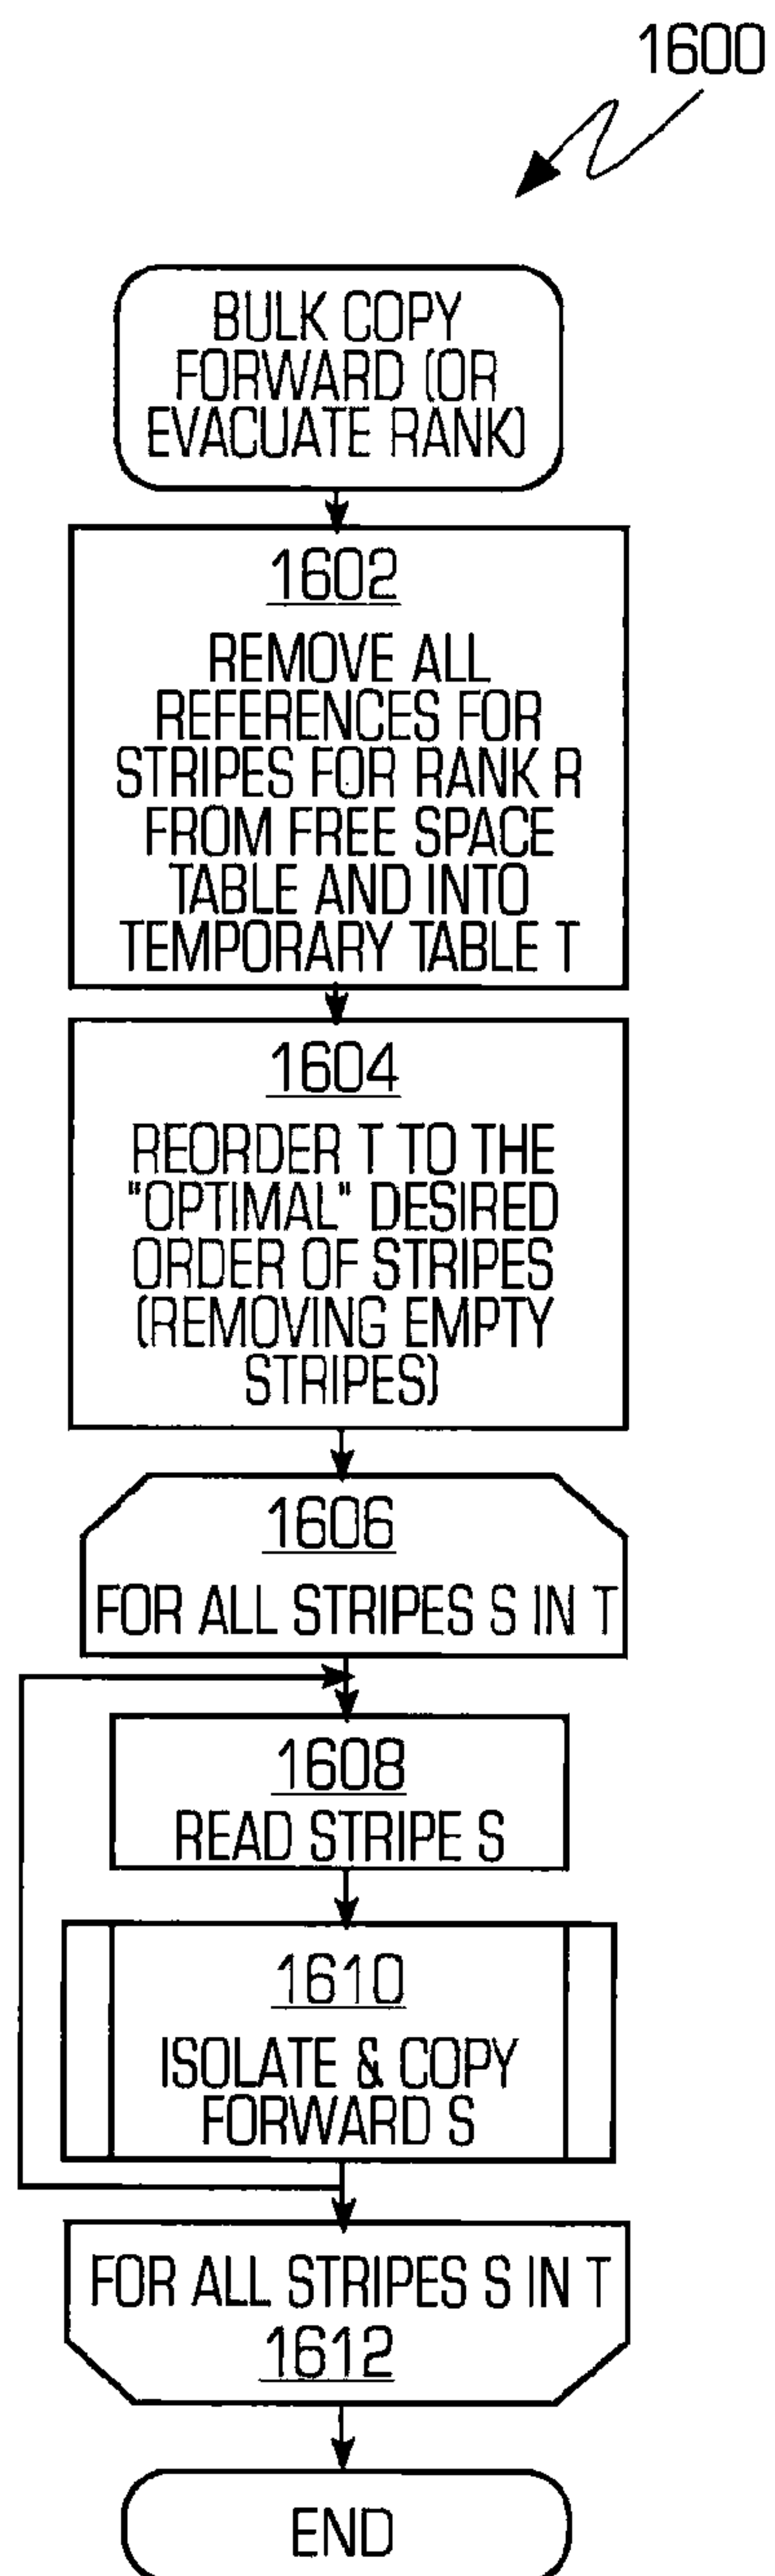 1600
BULK COPY
FORWARD (OR
EVACUATE RANK)
1602
REMOVE ALL
REFERENCES FOR
STRIPES FOR RANK R
FROM FREE SPACE
TABLE AND INTO
TEMPORARY TABLE T
1604
REORDER T TO THE
"OPTIMAL" DESIRED
ORDER OF STRIPES
(REMOVING EMPTY
STRIPES)
1606
FOR ALL STRIPES S IN T
1608
READ STRIPE S
1610
ISOLATE & COPY
FORWARD S
FOR ALL STRIPES S IN T
1612
END